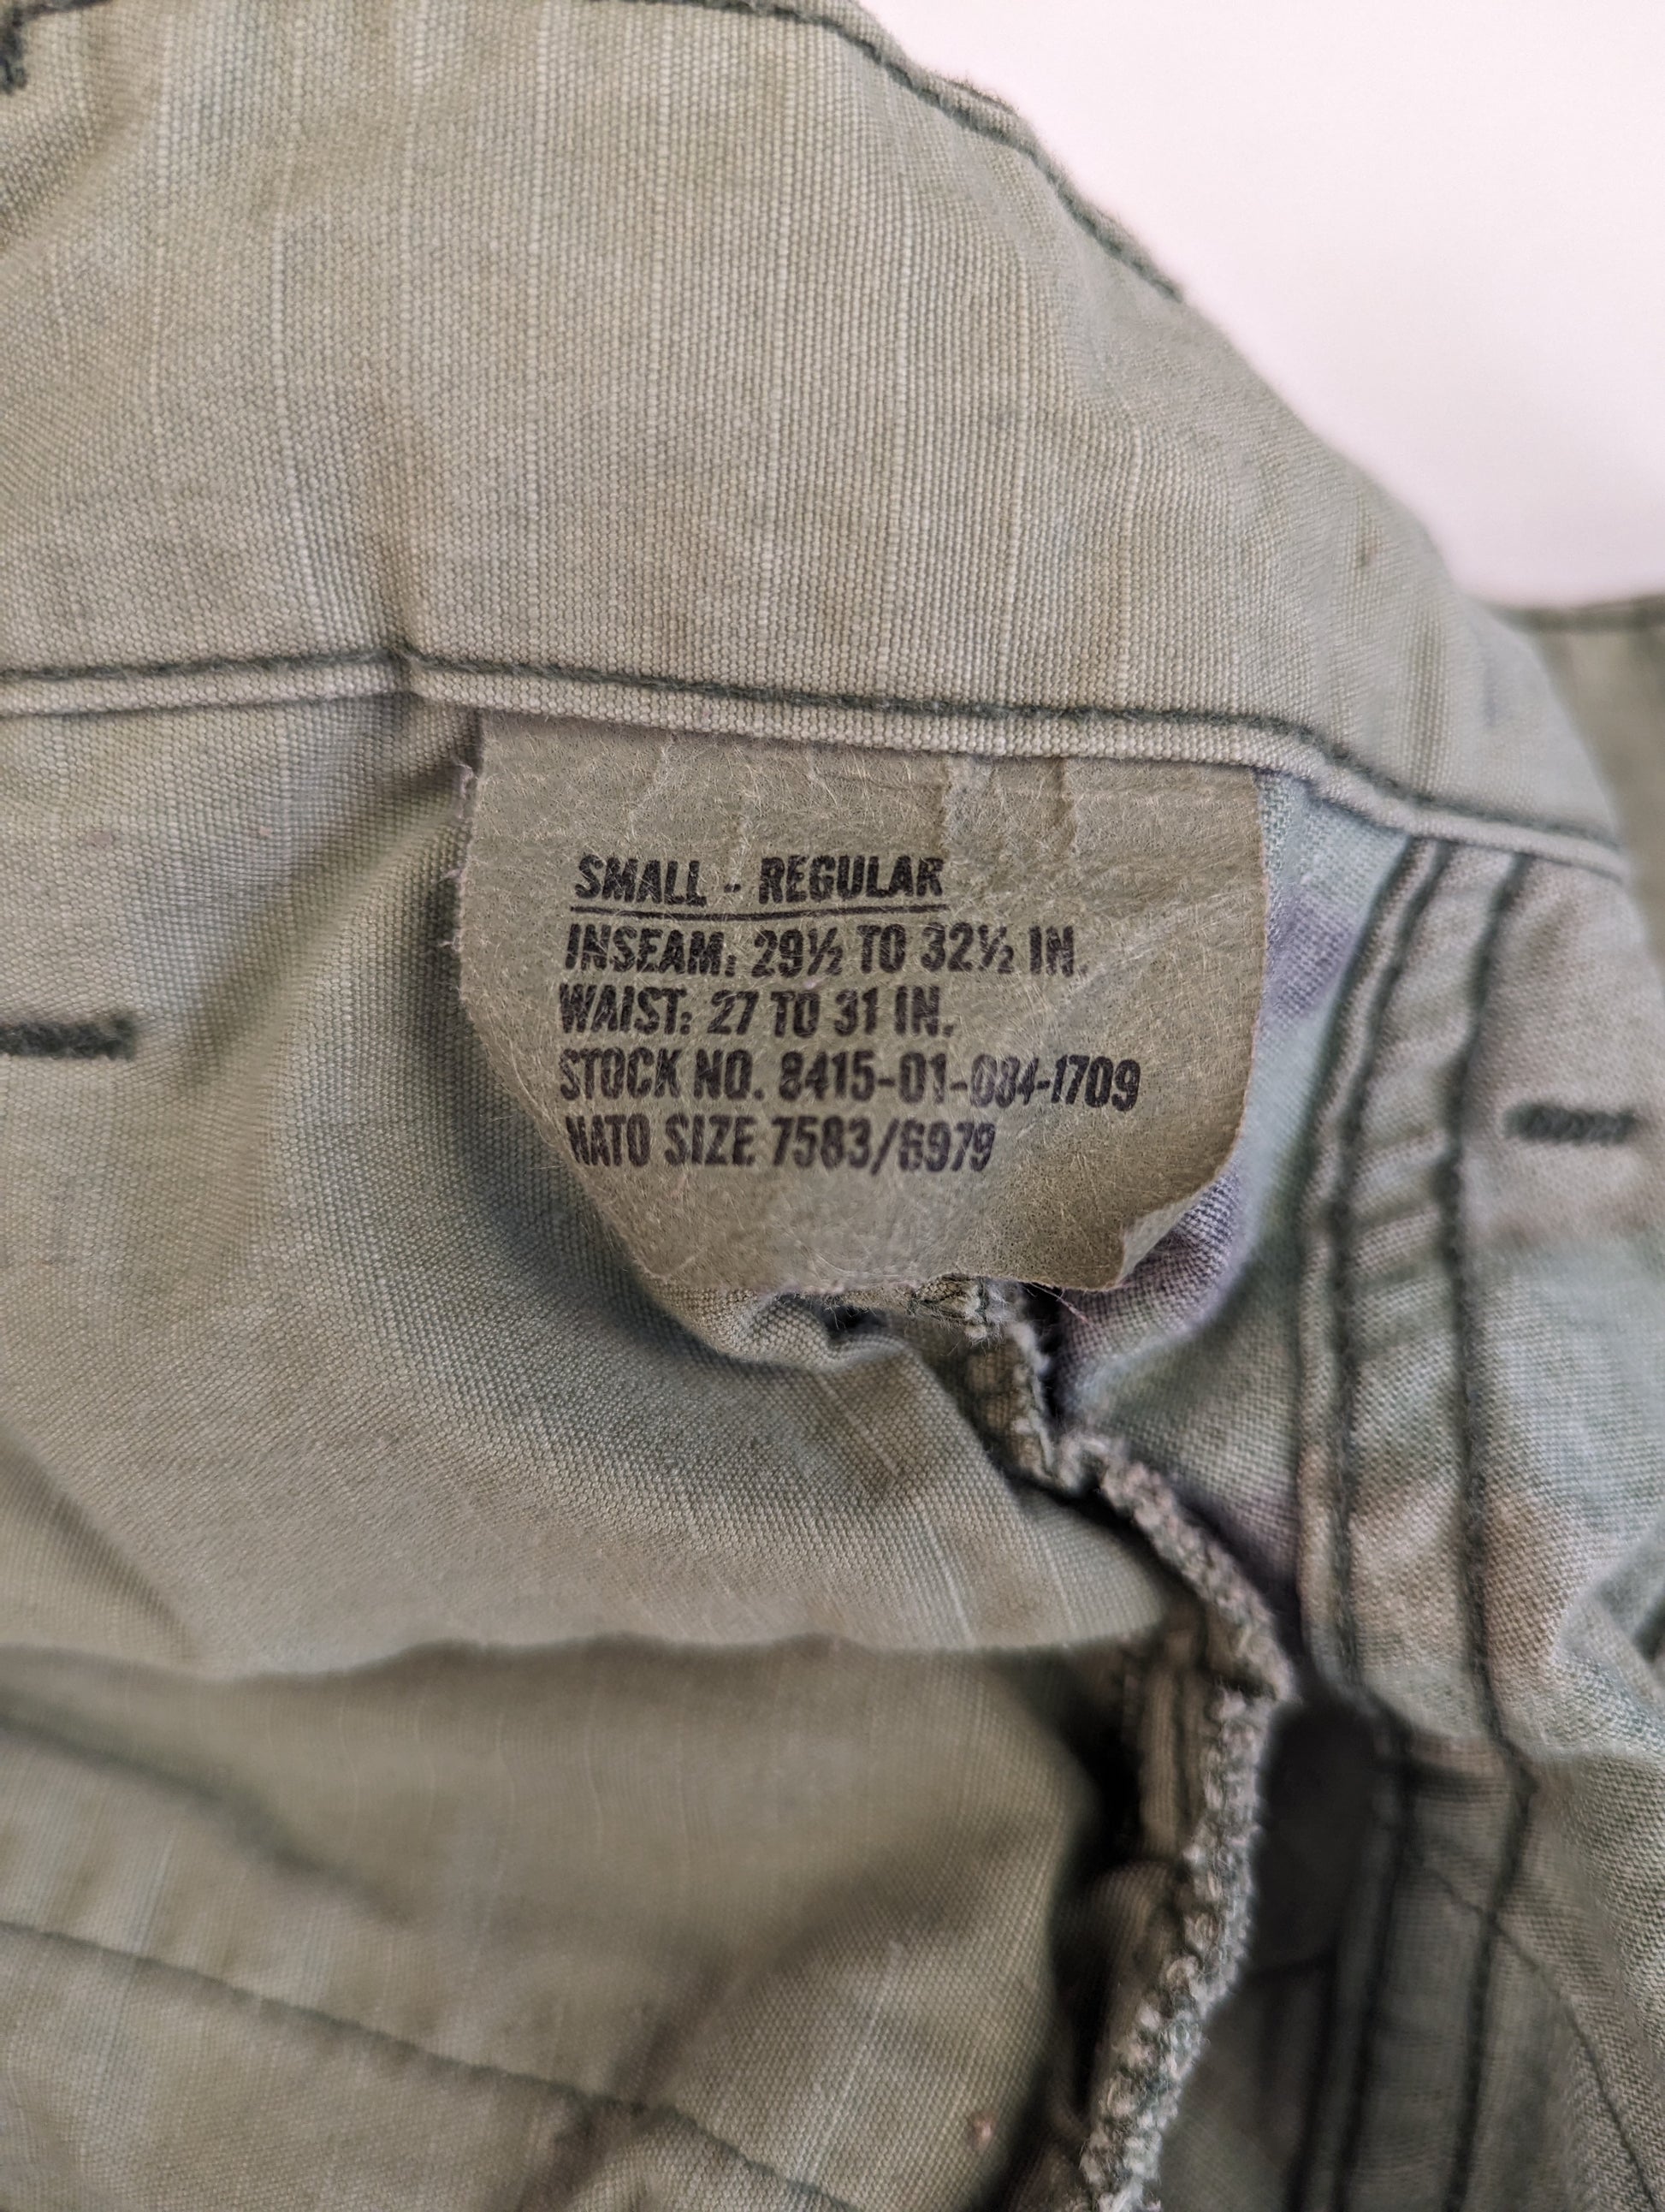 SMALL - REGULAR
INSEAM: 29½ TO 32½ IN.
WAIST: 27 TO 31 IN.
STOCK NO. 8415-01-084-1709
NATO SIZE 7583/6979